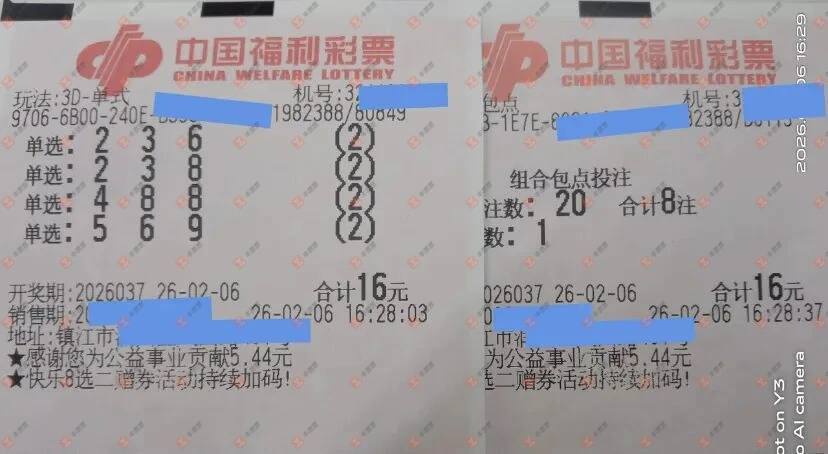 中国福利彩票
CHINA WELFARE LOTTERY
玩法:3D-单式 机号:32
9706-6B00-240E- 1982388/60849
单选: 2 3 6 (2)
单选: 2 3 8 (2)
单选: 4 8 8 (2)
单选: 5 6 9 (2)
开奖期:2026037 26-02-06 合计16元
销售期:20 26-02-06 16:28:03
地址:镇江市
★感谢您为公益事业贡献5.44元
★快乐8选二赠券活动持续加码!
中国福利彩票
CHINA WELFARE LOTTERY
包点 机号:3
-1E7E-
组合包点投注
注数: 20 合计8注
数: 1
026037 26-02-06 合计16元
26-02-06 16:28:37
江市
为公益事业贡献5.44元
选二赠券活动持续加码!
16:29
ot on Y3
o AI camera